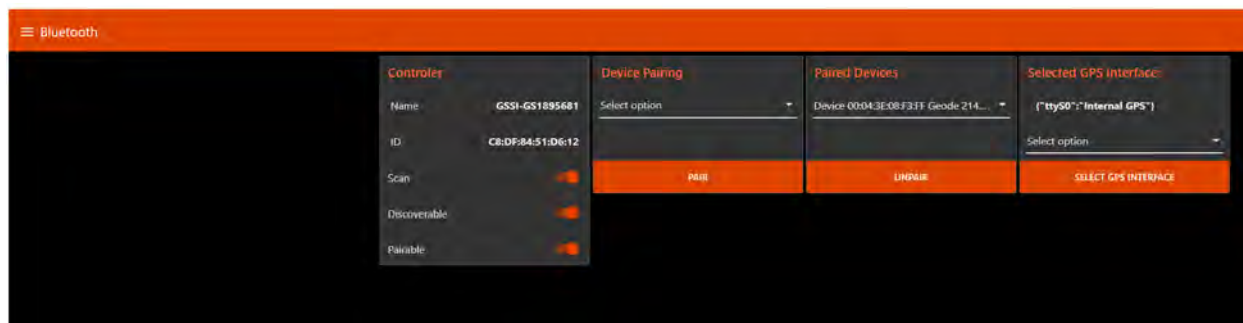 Bluetooth
Controler
Name GSSI-GS1895681
ID C8:DF:84:51:D6:12
Scan
Discoverable
Pairable
Device Pairing
Select option
PAIR
Paired Devices
Device 00:04:3E:08:F3:FF Geode 214...
UNPAIR
Selected GPS Interface:
{"ttyS0":"Internal GPS"}
Select option
SELECT GPS INTERFACE